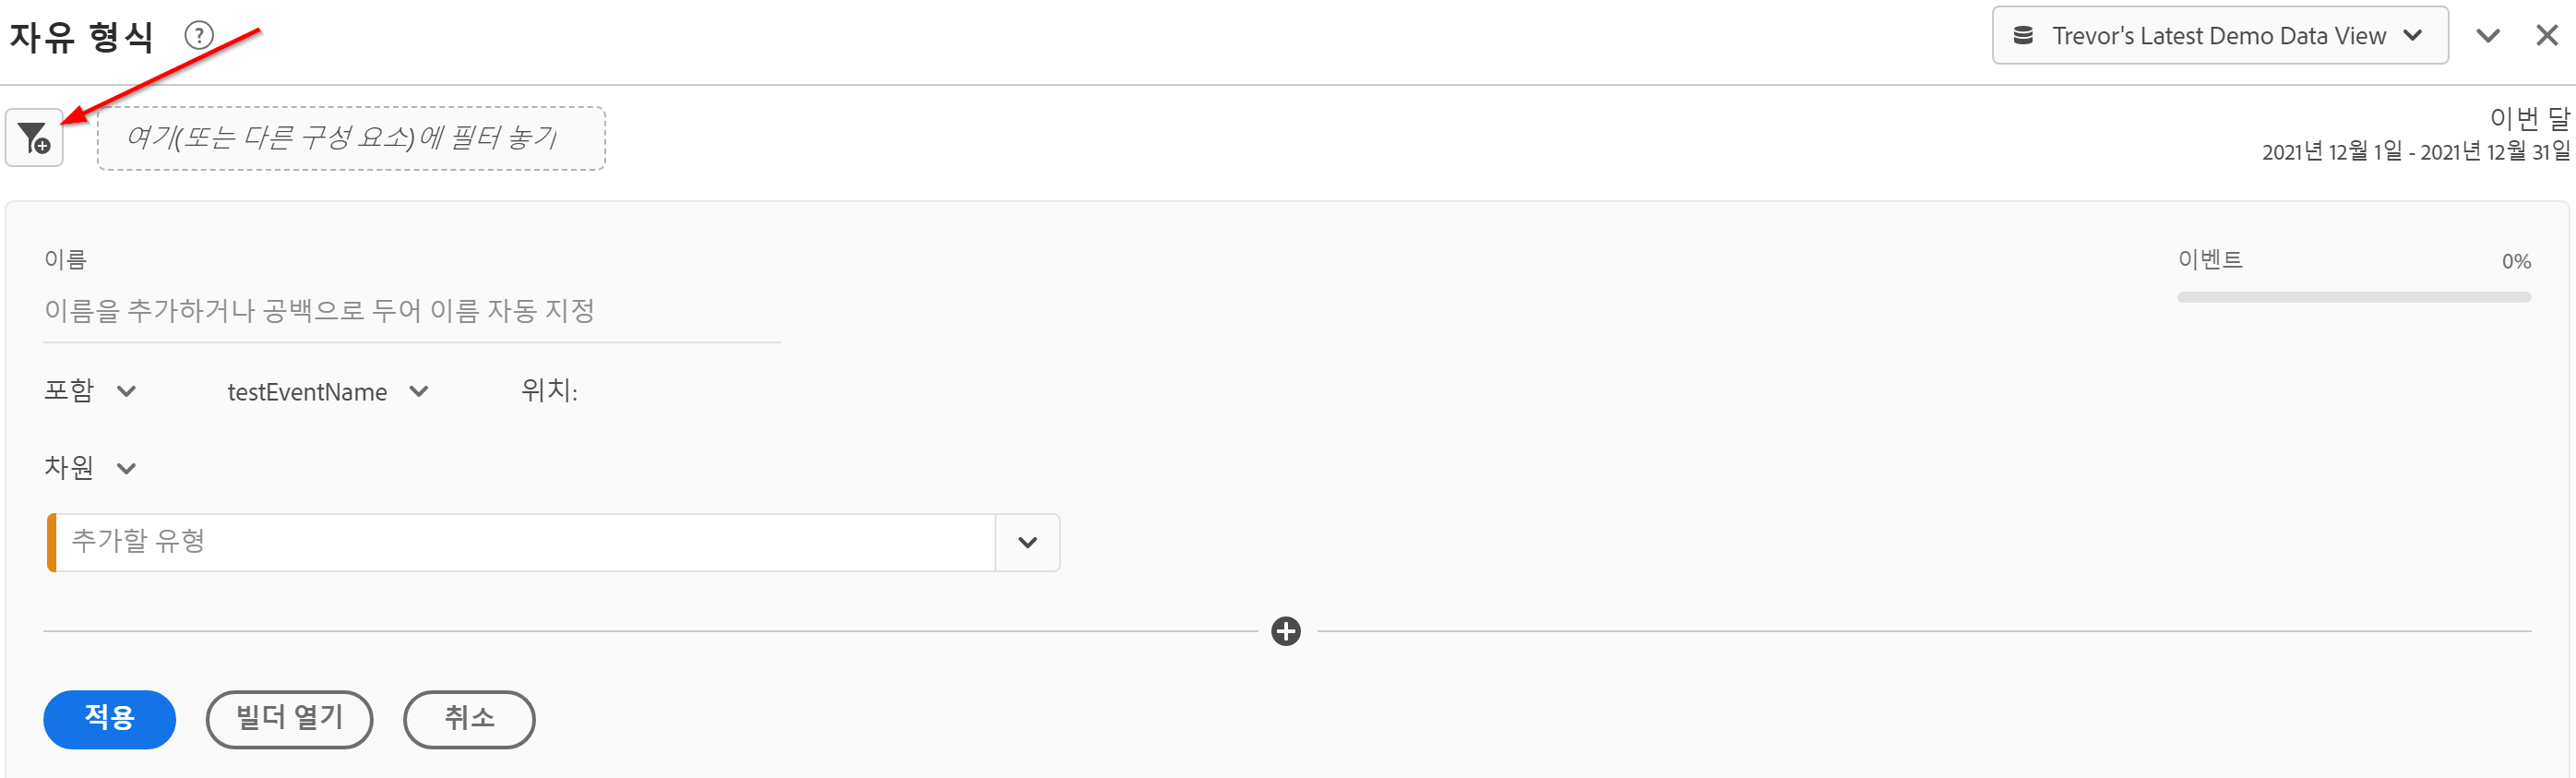 자유 형식 ?
Trevor's Latest Demo Data View
여기(또는 다른 구성 요소)에 필터 놓기
이번 달
2021년 12월 1일 - 2021년 12월 31일
이름
이벤트 0%
이름을 추가하거나 공백으로 두어 이름 자동 지정
포함 testEventName 위치:
차원
추가할 유형
적용 빌더 열기 취소